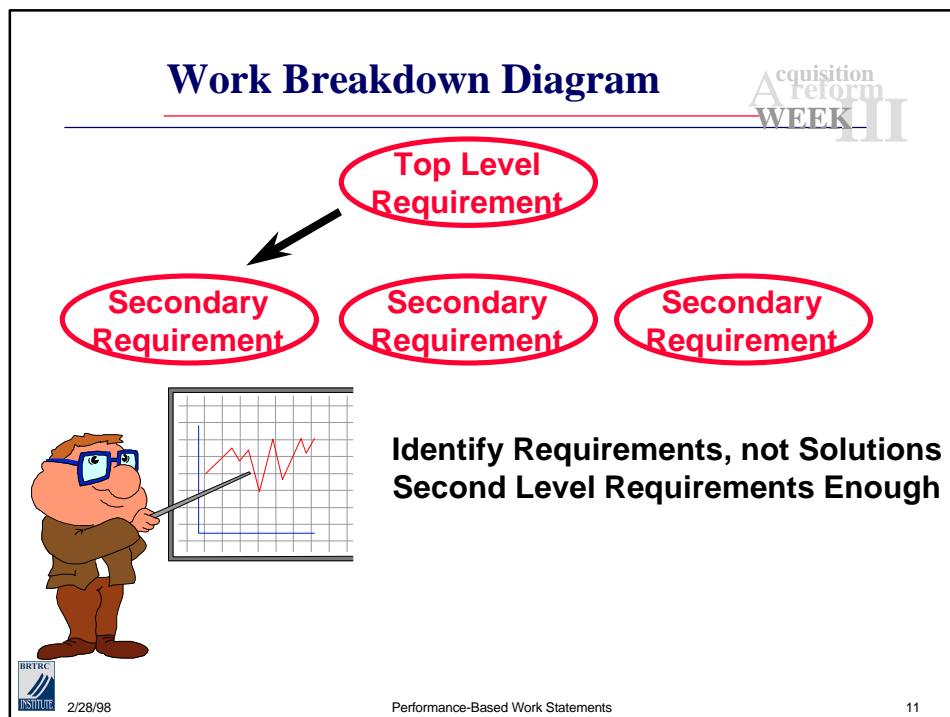 Work Breakdown Diagram
Acquisition
reform
WEEK III
Top Level
Requirement
Secondary
Requirement
Secondary
Requirement
Secondary
Requirement
Identify Requirements, not Solutions
Second Level Requirements Enough
BRTRC
INSTITUTE
2/28/98
Performance-Based Work Statements
11